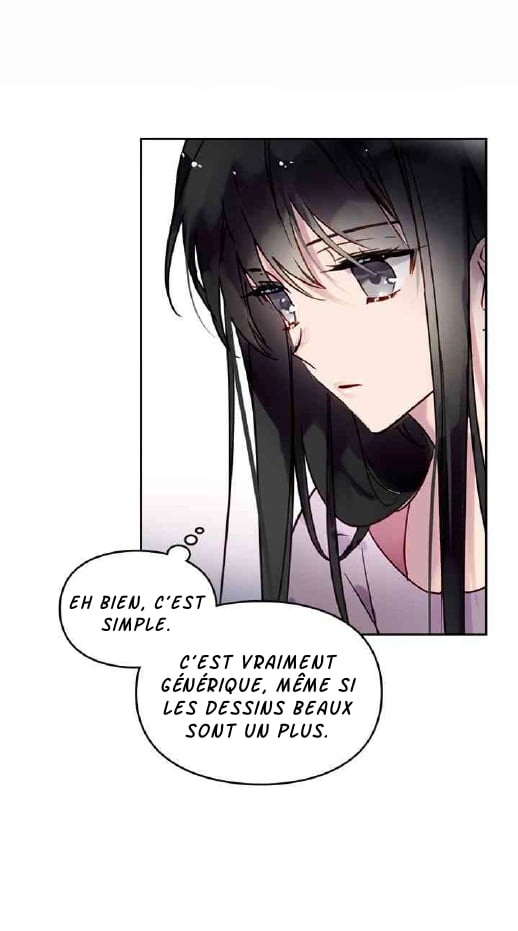 EH BIEN, C'EST
SIMPLE.
C'EST VRAIMENT
GÉNÉRIQUE, MÊME SI
LES DESSINS BEAUX
SONT UN PLUS.